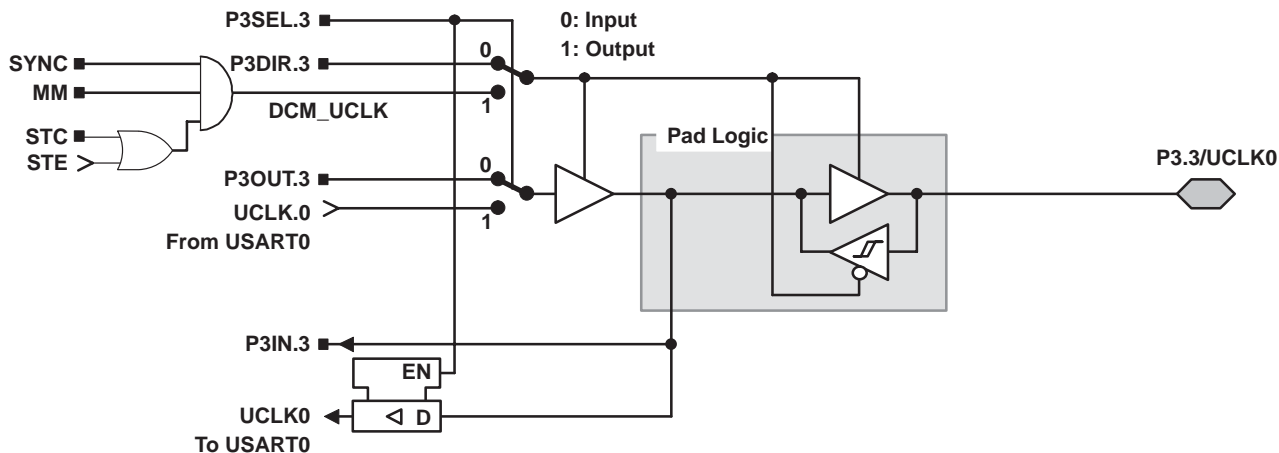 P3SEL.3
0: Input
1: Output
SYNC
P3DIR.3
0
MM
DCM_UCLK
1
STC
STE
Pad Logic
P3.3/UCLK0
P3OUT.3
0
UCLK.0
1
From USART0
P3IN.3
EN
UCLK0
D
To USART0